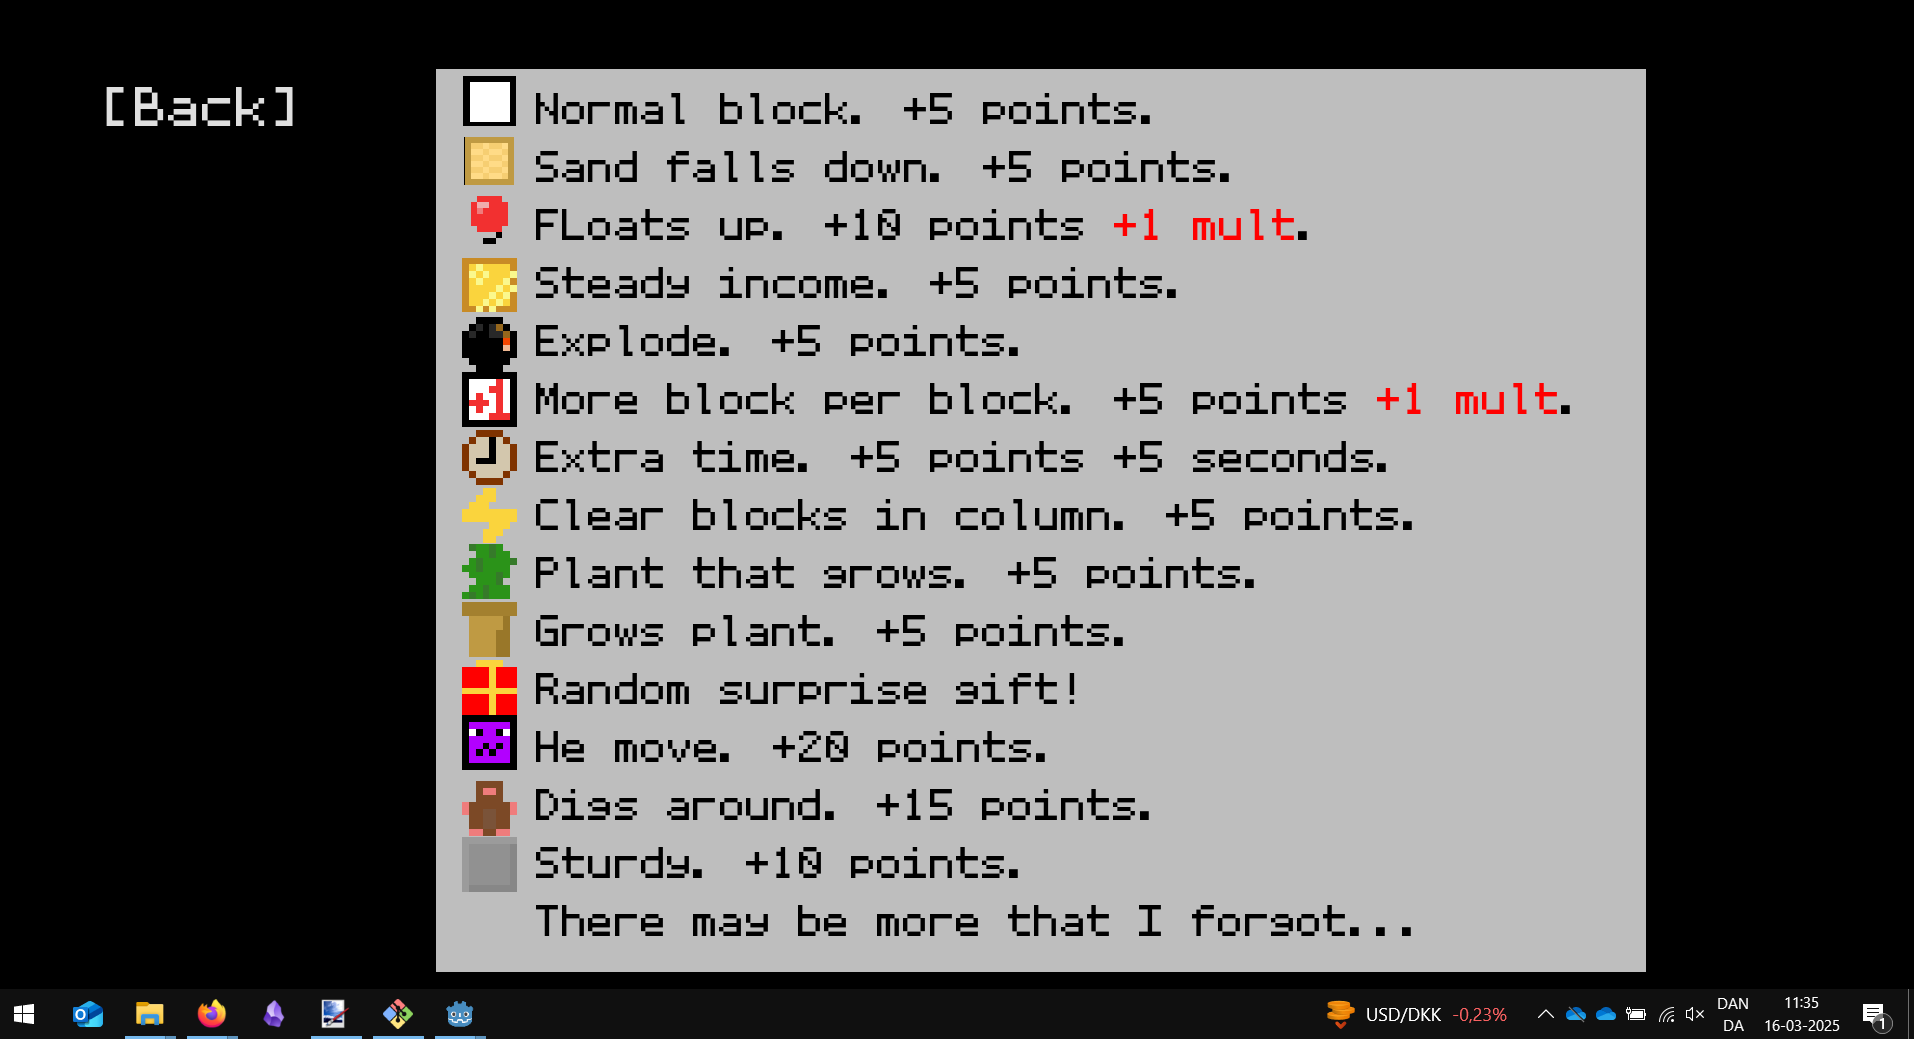 [Back]
Normal block. +5 points.
Sand falls down. +5 points.
FLoats up. +10 points +1 mult.
Steady income. +5 points.
Explode. +5 points.
+1 More block per block. +5 points +1 mult.
Extra time. +5 points +5 seconds.
Clear blocks in column. +5 points.
Plant that grows. +5 points.
Grows plant. +5 points.
Random surprise gift!
He move. +20 points.
Digs around. +15 points.
Sturdy. +10 points.
There may be more that I forgot...
USD/DKK -0,23%
DAN
DA
11:35
16-03-2025
1